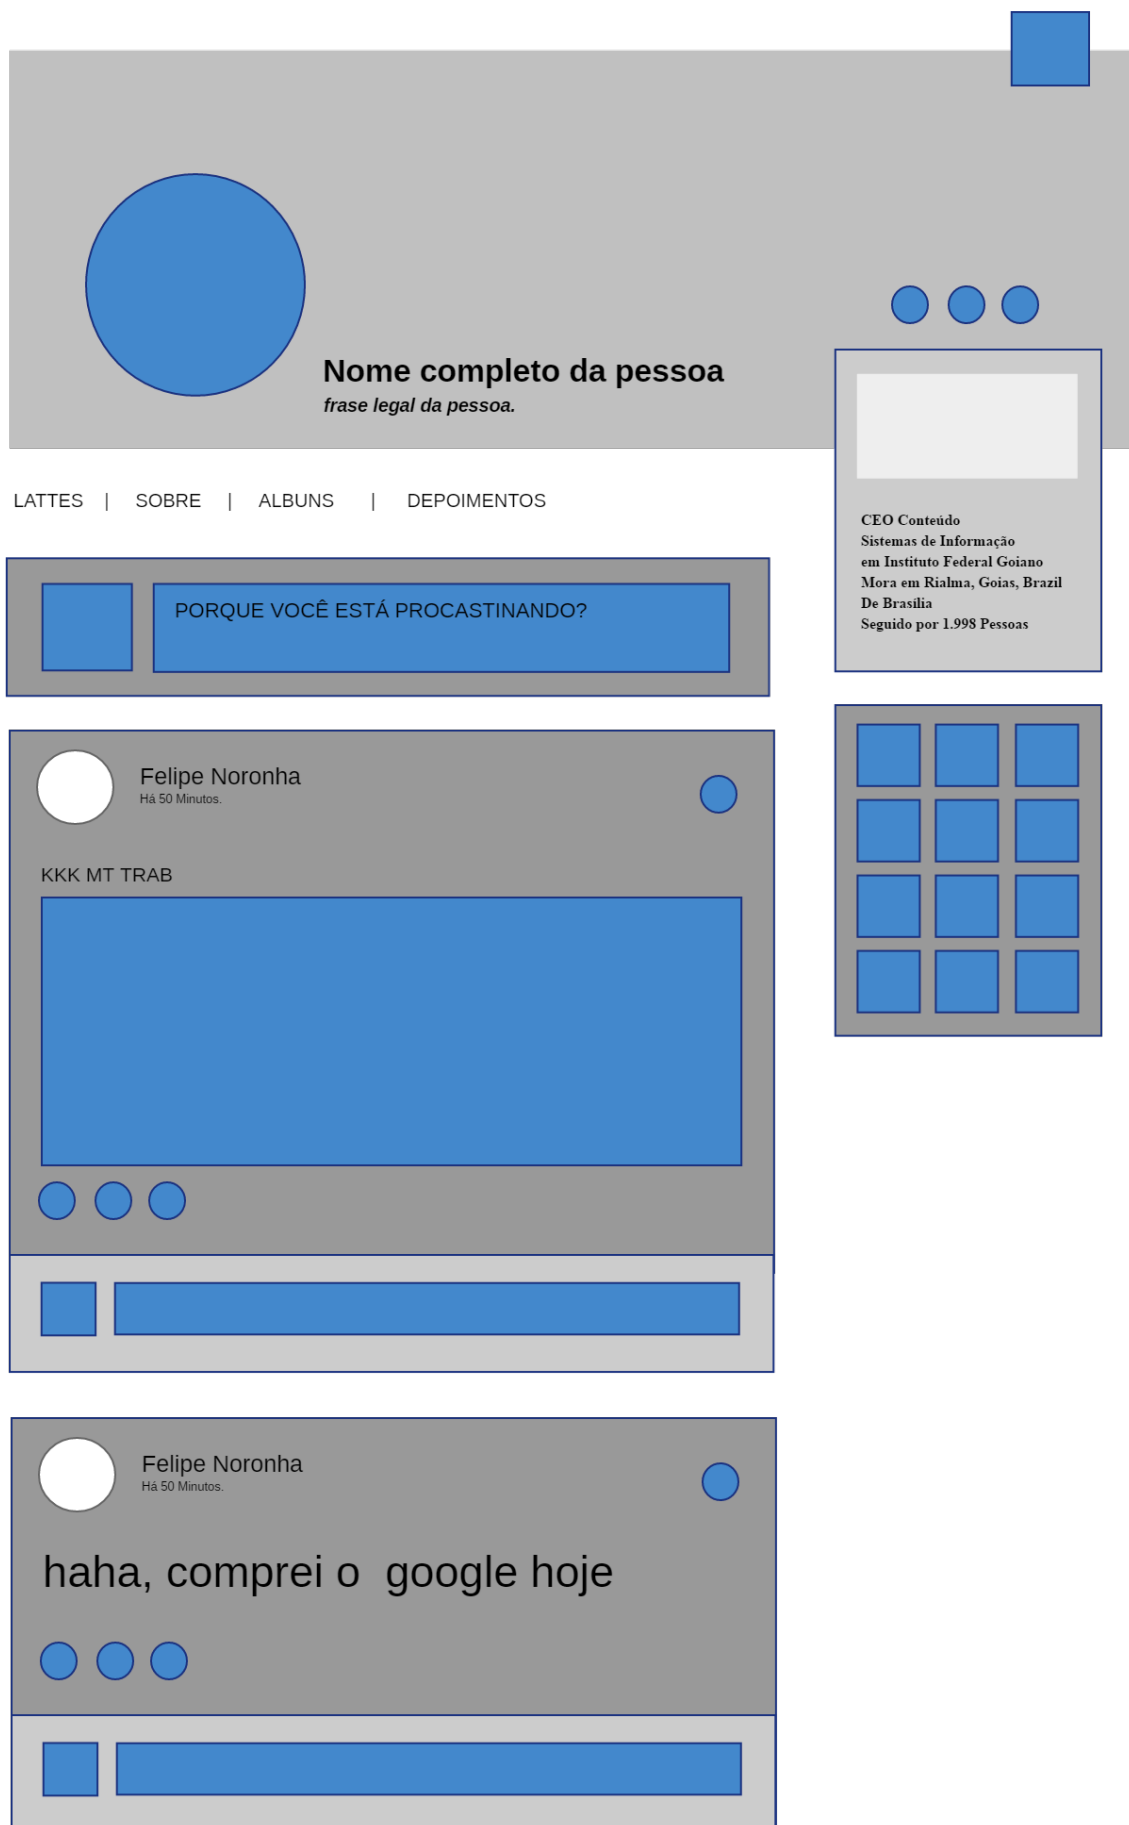 Nome completo da pessoa
frase legal da pessoa.
LATTES | SOBRE | ALBUNS | DEPOIMENTOS
CEO Conteúdo
Sistemas de Informação
em Instituto Federal Goiano
Mora em Rialma, Goias, Brazil
De Brasília
Seguido por 1.998 Pessoas
PORQUE VOCÊ ESTÁ PROCASTINANDO?
Felipe Noronha
Há 50 Minutos.
KKK MT TRAB
Felipe Noronha
Há 50 Minutos.
haha, comprei o  google hoje